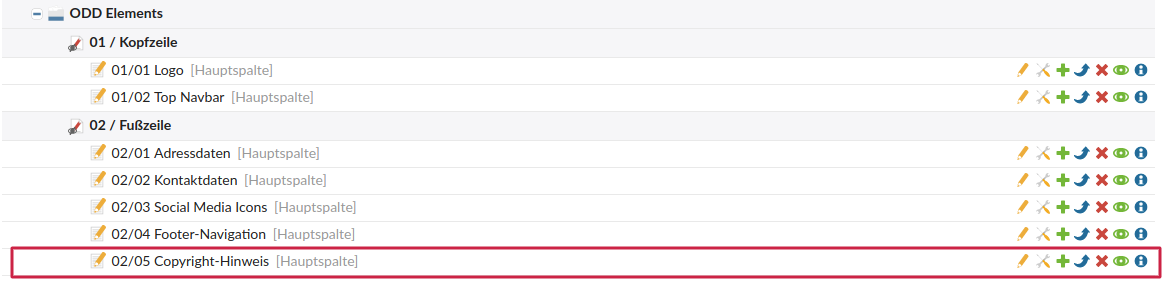 ODD Elements
01 / Kopfzeile
01/01 Logo [Hauptspalte]
01/02 Top Navbar [Hauptspalte]
02 / Fußzeile
02/01 Adressdaten [Hauptspalte]
02/02 Kontaktdaten [Hauptspalte]
02/03 Social Media Icons [Hauptspalte]
02/04 Footer-Navigation [Hauptspalte]
02/05 Copyright-Hinweis [Hauptspalte]